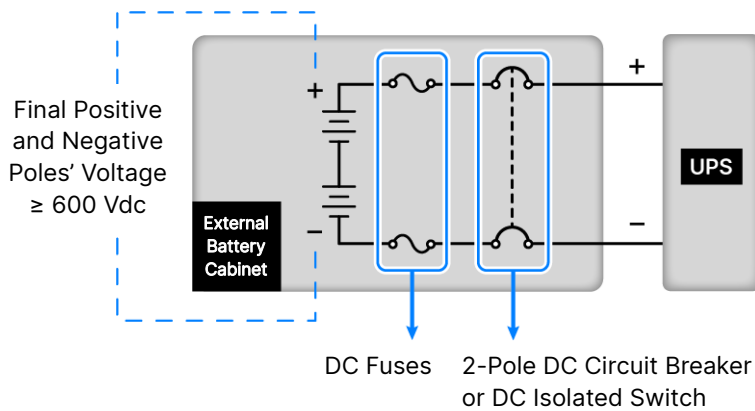 Final Positive
and Negative
Poles’ Voltage
≥ 600 Vdc
+
−
External
Battery
Cabinet
+
−
UPS
DC Fuses
2-Pole DC Circuit Breaker
or DC Isolated Switch